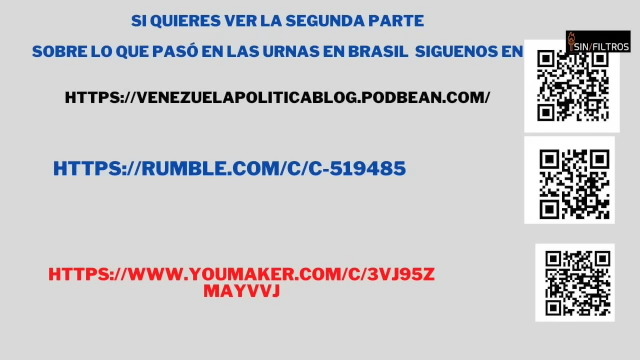 SI QUIERES VER LA SEGUNDA PARTE
SOBRE LO QUE PASÓ EN LAS URNAS EN BRASIL SIGUENOS EN
SIN/FILTROS
HTTPS://VENEZUELAPOLITICABLOG.PODBEAN.COM/
HTTPS://RUMBLE.COM/C/C-519485
HTTPS://WWW.YOUMAKER.COM/C/3VJ95Z
MAYVVJ